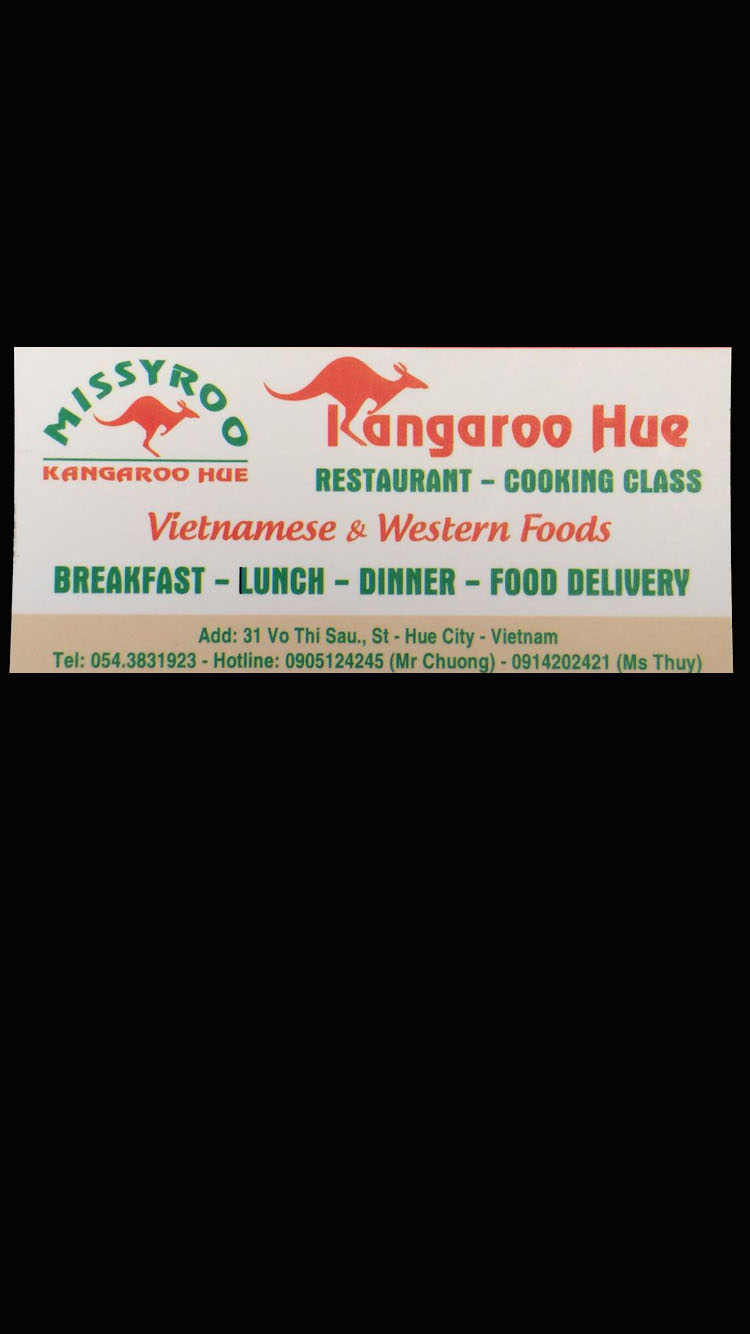 MISSYROO
KANGAROO HUE
Kangaroo Hue
RESTAURANT – COOKING CLASS
Vietnamese & Western Foods
BREAKFAST – LUNCH – DINNER – FOOD DELIVERY
Add: 31 Vo Thi Sau., St - Hue City - Vietnam
Tel: 054.3831923 - Hotline: 0905124245 (Mr Chuong) - 0914202421 (Ms Thuy)